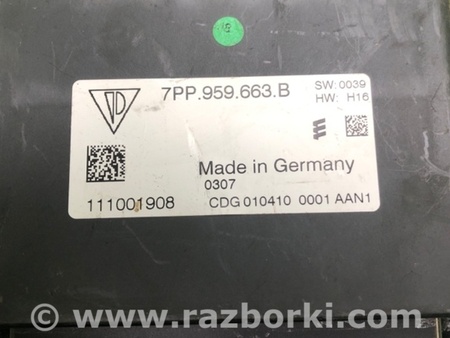 7PP.959.663.B
SW: 0039
HW: H16
Made in Germany
0307
111001908
CDG 010410 0001 AAN1
www.razborki.com